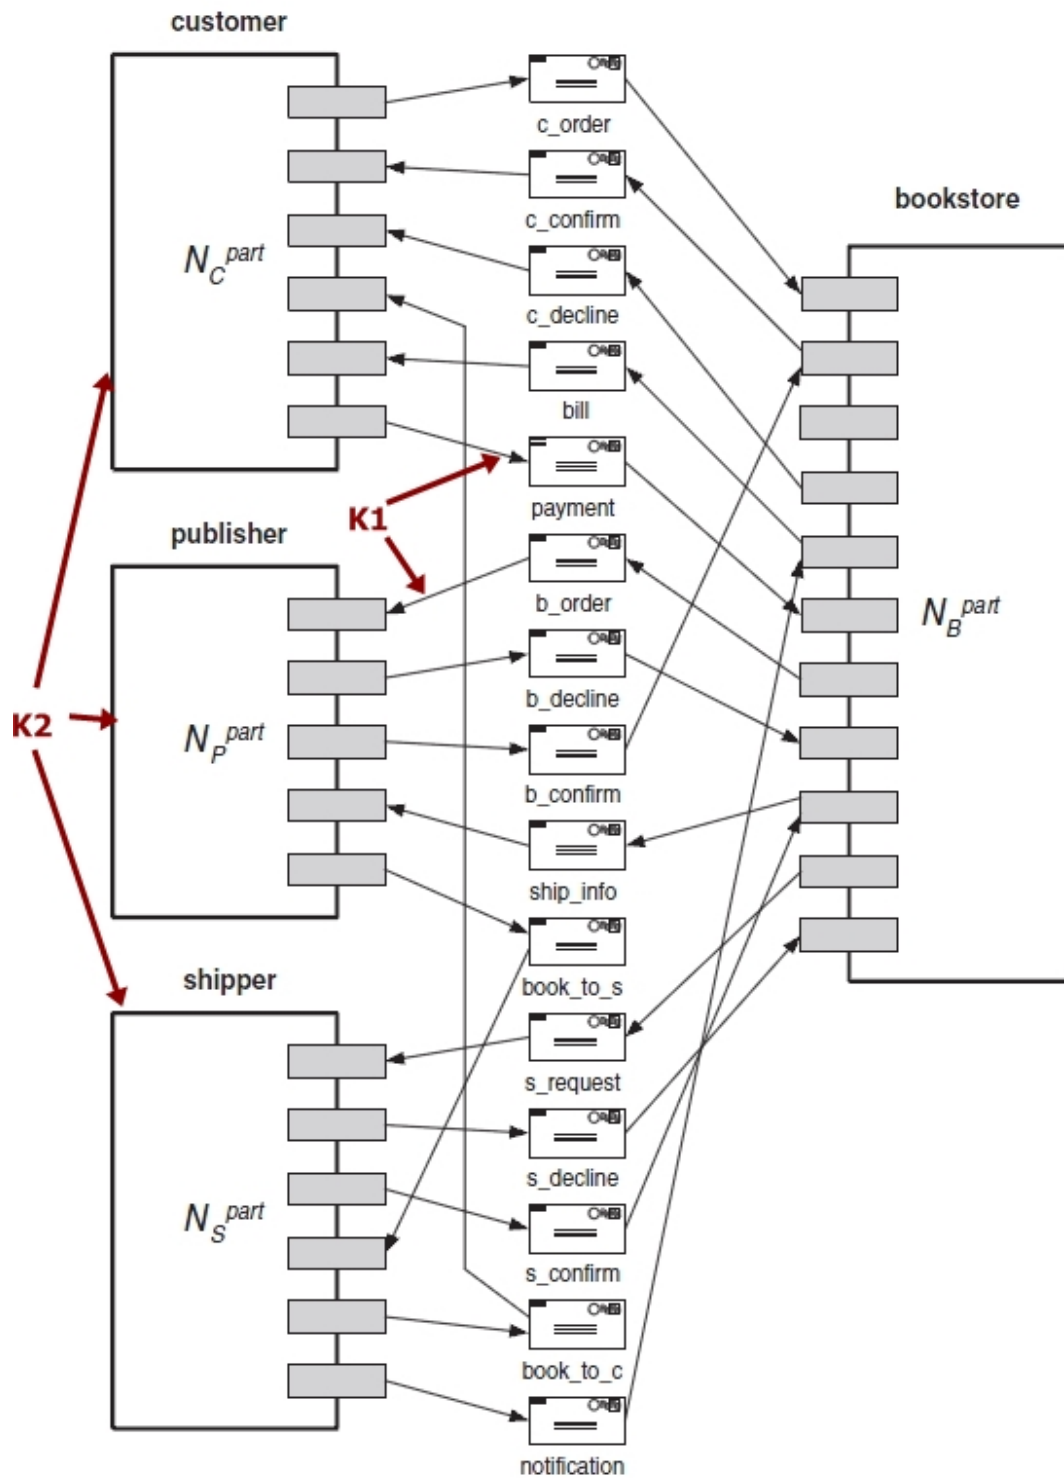 customer
c_order
c_confirm
bookstore
N_C^part
c_decline
bill
K1
payment
publisher
b_order
N_B^part
b_decline
K2
N_P^part
b_confirm
ship_info
shipper
book_to_s
s_request
s_decline
N_S^part
s_confirm
book_to_c
notification